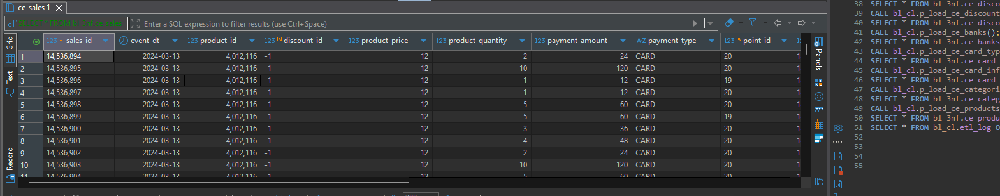 ce_sales 1
SELECT * FROM bl_3nf.ce_sales
Enter a SQL expression to filter results (use Ctrl+Space)
Grid
Text
Record
123 sales_id event_dt 123 product_id 123 discount_id 123 product_price 123 product_quantity 123 payment_amount A-Z payment_type 123 point_id
1 14,536,894 2024-03-13 4,012,116 -1 12 2 24 CARD 20 1
2 14,536,895 2024-03-13 4,012,116 -1 12 10 120 CARD 20 1
3 14,536,896 2024-03-13 4,012,116 -1 12 1 12 CARD 19 1
4 14,536,897 2024-03-13 4,012,116 -1 12 1 12 CARD 20 1
5 14,536,898 2024-03-13 4,012,116 -1 12 5 60 CARD 20 1
6 14,536,899 2024-03-13 4,012,116 -1 12 5 60 CARD 19 1
7 14,536,900 2024-03-13 4,012,116 -1 12 3 36 CARD 20 1
8 14,536,901 2024-03-13 4,012,116 -1 12 4 48 CARD 20 1
9 14,536,902 2024-03-13 4,012,116 -1 12 2 24 CARD 20 1
10 14,536,903 2024-03-13 4,012,116 -1 12 10 120 CARD 20 1
11 14,536,904 2024-03-13 4,012,116 -1 12 5 60 CARD 20
Panels
38 SELECT * FROM bl_3nf.ce_disco
39 CALL bl_cl.p_load_ce_discount
40 SELECT * FROM bl_3nf.ce_disco
41 CALL bl_cl.p_load_ce_banks();
42 SELECT * FROM bl_3nf.ce_banks
43 CALL bl_cl.p_load_ce_card_typ
44 SELECT * FROM bl_3nf.ce_card_
45 CALL bl_cl.p_load_ce_card_inf
46 SELECT * FROM bl_3nf.ce_card_
47 CALL bl_cl.p_load_ce_categori
48 SELECT * FROM bl_3nf.ce_categ
49 CALL bl_cl.p_load_ce_products
50 SELECT * FROM bl_3nf.ce_produ
51 SELECT * FROM bl_cl.etl_log O
52
53
54
55